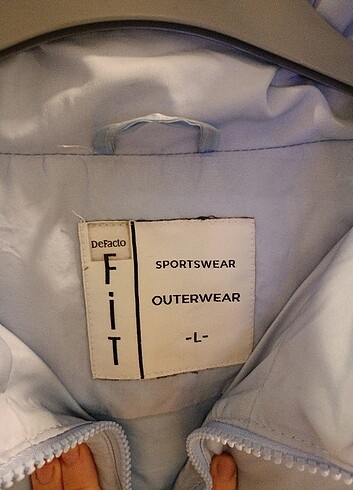 DeFacto
FiT
SPORTSWEAR
OUTERWEAR
-L-